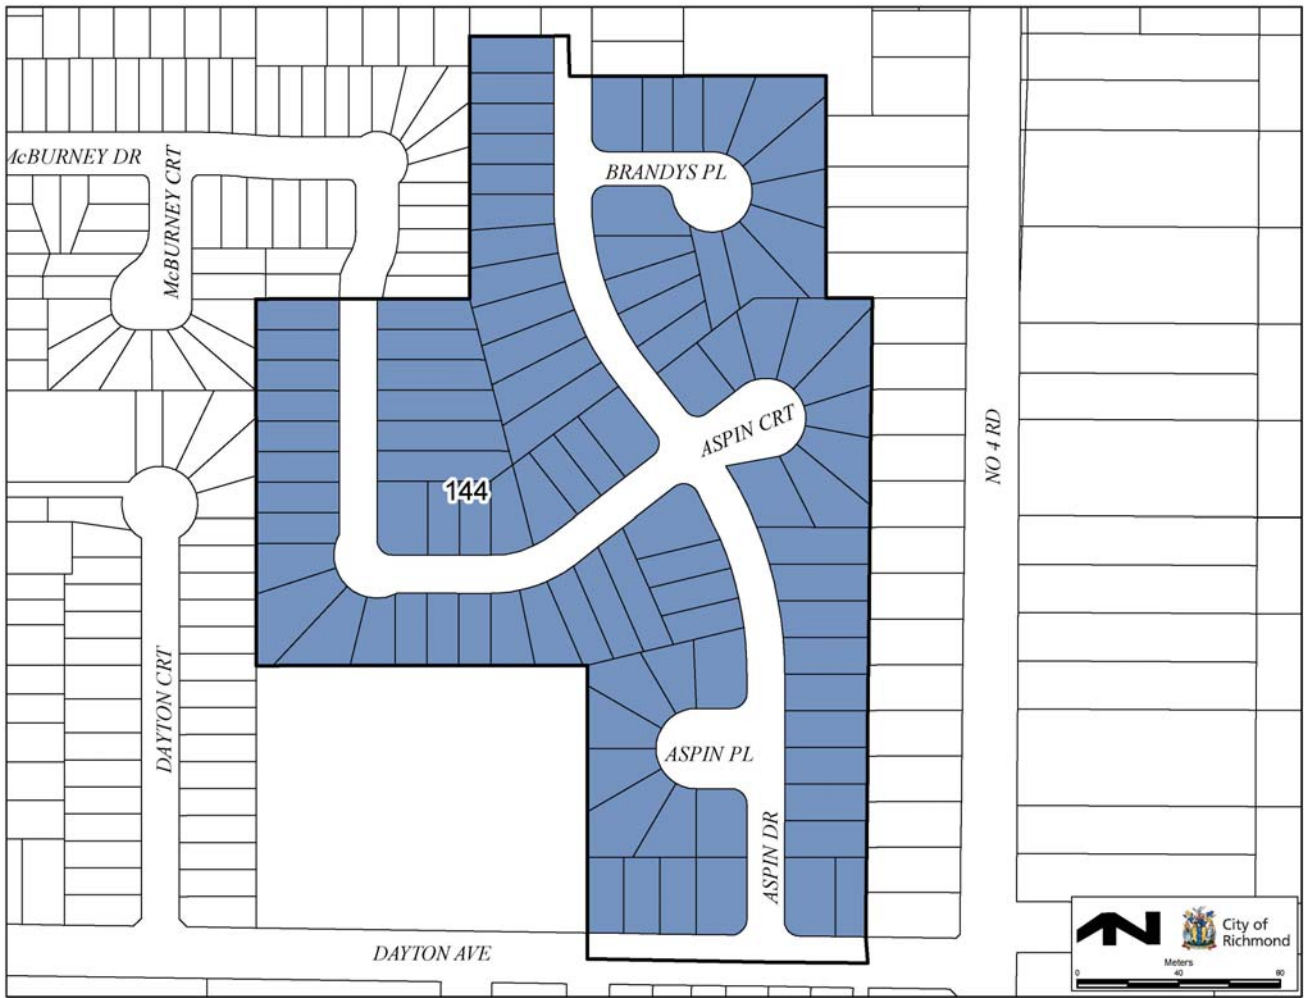 McBURNEY DR
McBURNEY CRT
BRANDYS PL
ASPIN CRT
NO 4 RD
144
DAYTON CRT
ASPIN PL
ASPIN DR
DAYTON AVE
City of
Richmond
Meters
0 40 80